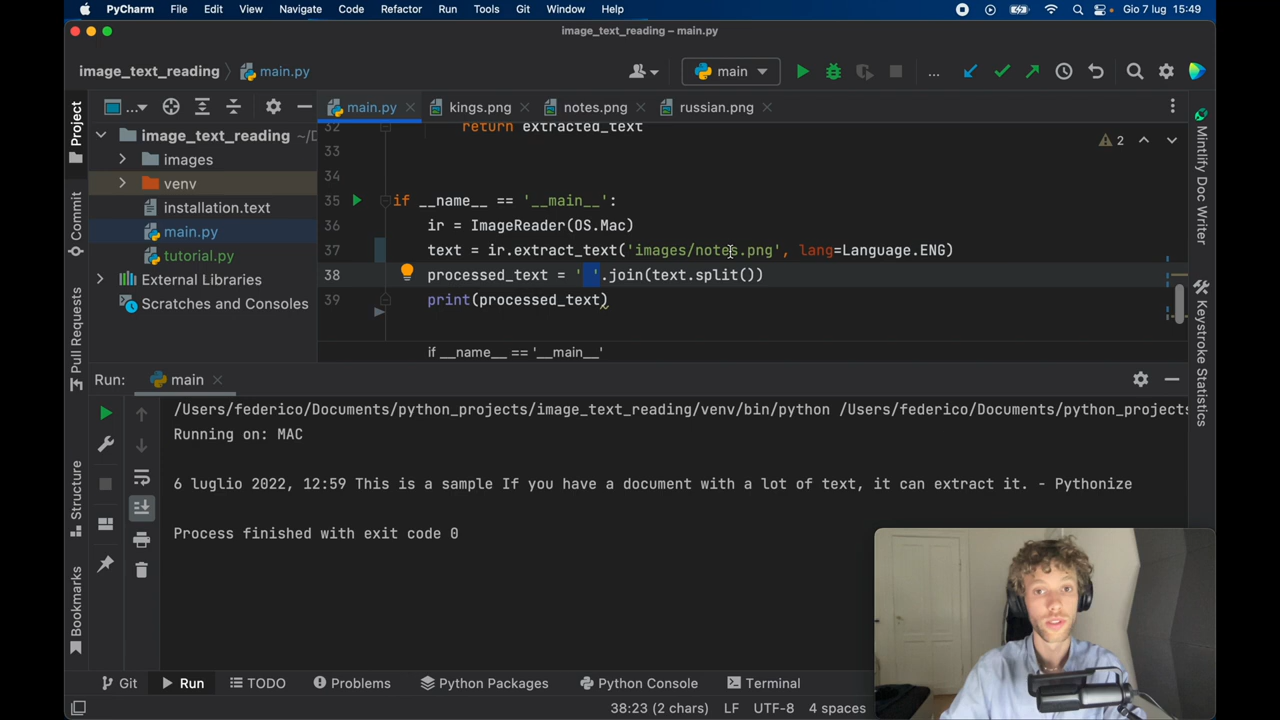 PyCharm File Edit View Navigate Code Refactor Run Tools Git Window Help Gio 7 lug 15:49
image_text_reading – main.py
image_text_reading main.py main
Project
main.py kings.png notes.png russian.png
image_text_reading ~/D
images
venv
installation.text
main.py
tutorial.py
External Libraries
Scratches and Consoles
32 return extracted_text
33
34
35 if __name__ == '__main__':
36 ir = ImageReader(OS.Mac)
37 text = ir.extract_text('images/notes.png', lang=Language.ENG)
38 processed_text = ' '.join(text.split())
39 print(processed_text)
if __name__ == '__main__'
2
Commit
Pull Requests
Structure
Bookmarks
Mintlify Doc Writer
Keystroke Statistics
Run: main
/Users/federico/Documents/python_projects/image_text_reading/venv/bin/python /Users/federico/Documents/python_projects
Running on: MAC
6 luglio 2022, 12:59 This is a sample If you have a document with a lot of text, it can extract it. - Pythonize
Process finished with exit code 0
Git Run TODO Problems Python Packages Python Console Terminal
38:23 (2 chars) LF UTF-8 4 spaces